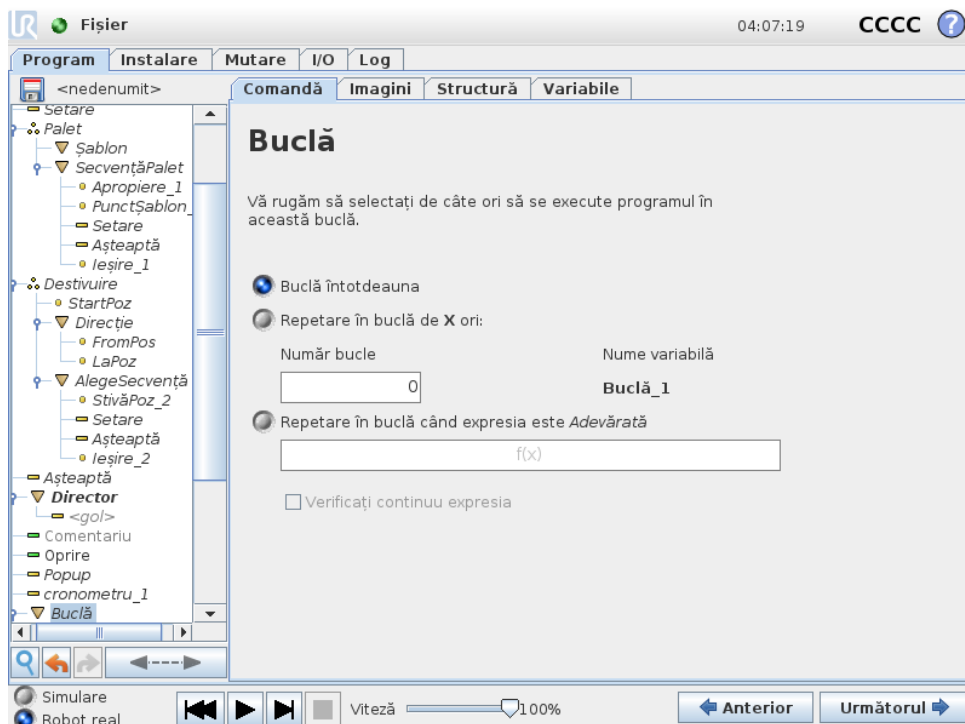 UR Fișier 04:07:19 CCCC ?
Program Instalare Mutare I/O Log
<nedenumit> Comandă Imagini Structură Variabile
Setare
Palet
Șablon
SecvențăPalet
Apropiere_1
PunctȘablon_
Setare
Așteaptă
Ieșire_1
Destivuire
StartPoz
Direcție
FromPos
LaPoz
AlegeSecvență
StivăPoz_2
Setare
Așteaptă
Ieșire_2
Așteaptă
Director
<gol>
Comentariu
Oprire
Popup
cronometru_1
Buclă
Buclă
Vă rugăm să selectați de câte ori să se execute programul în
această buclă.
Buclă întotdeauna
Repetare în buclă de X ori:
Număr bucle Nume variabilă
0 Buclă_1
Repetare în buclă când expresia este Adevărată
f(x)
Verificați continuu expresia
Simulare
Robot real
Viteză 100% Anterior Următorul